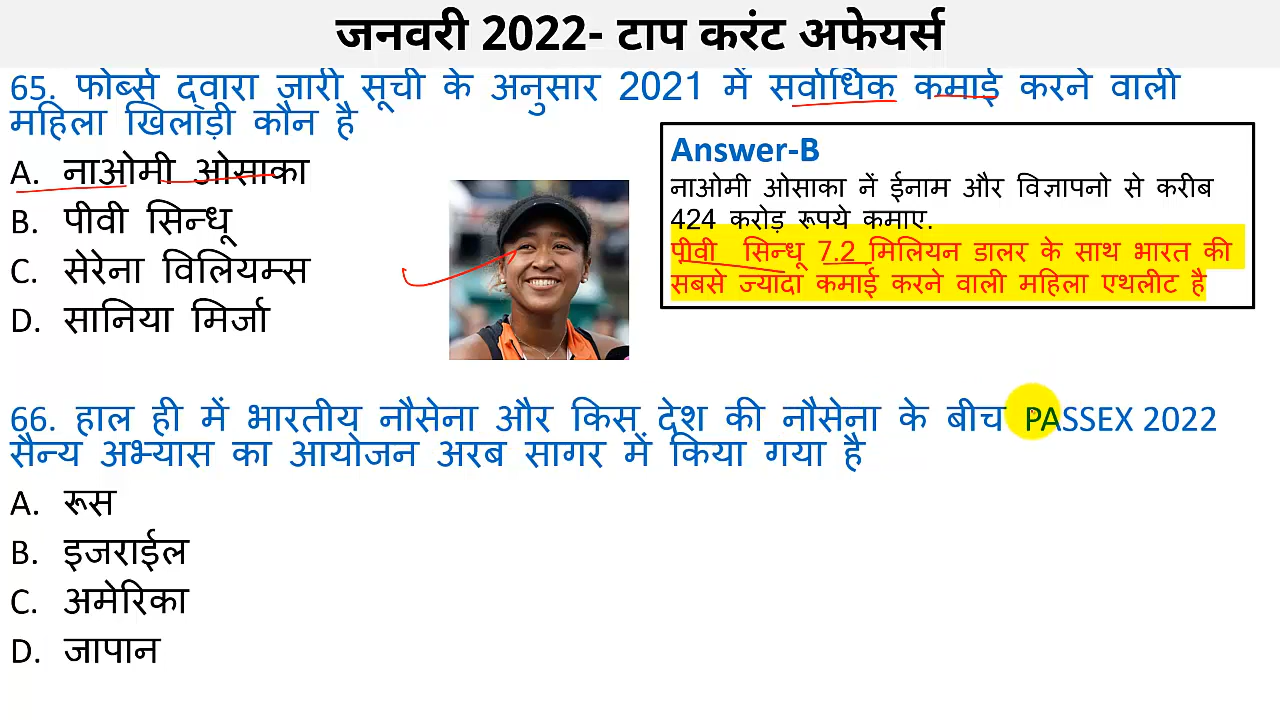 जनवरी 2022- टाप करंट अफेयर्स
65. फोर्ब्स द्वारा जारी सूची के अनुसार 2021 में सर्वाधिक कमाई करने वाली
महिला खिलाड़ी कौन है
A. नाओमी ओसाका
B. पीवी सिन्धू
C. सेरेना विलियम्स
D. सानिया मिर्जा
Answer-B
नाओमी ओसाका नें ईनाम और विज्ञापनो से करीब
424 करोड़ रूपये कमाए.
पीवी सिन्धू 7.2 मिलियन डालर के साथ भारत की
सबसे ज्यादा कमाई करने वाली महिला एथलीट है
66. हाल ही में भारतीय नौसेना और किस देश की नौसेना के बीच PASSEX 2022
सैन्य अभ्यास का आयोजन अरब सागर में किया गया है
A. रूस
B. इजराईल
C. अमेरिका
D. जापान